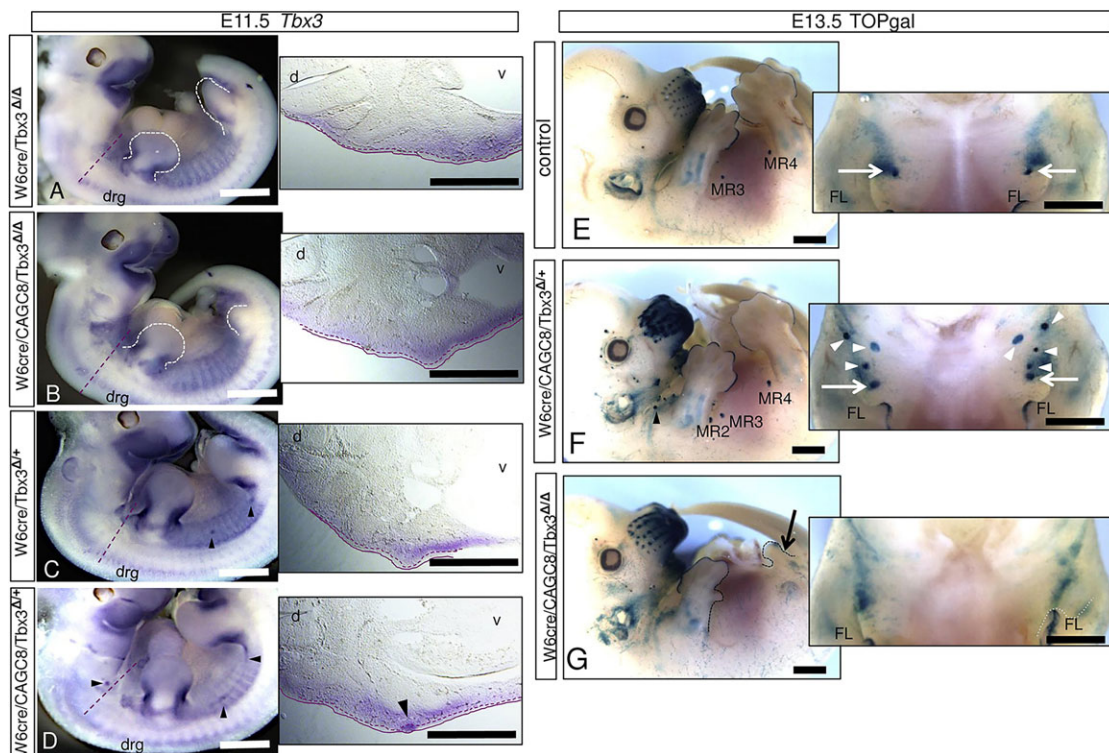 E11.5 Tbx3
W6cre/Tbx3 Δ/Δ
A
drg
d
v
W6cre/CAGC8/Tbx3Δ/Δ
B
drg
d
v
W6cre/Tbx3Δ/+
C
drg
d
v
W6cre/CAGC8/Tbx3Δ/+
D
drg
d
v
E13.5 TOPgal
control
E
MR3
MR4
FL
FL
W6cre/CAGC8/Tbx3Δ/+
F
MR2
MR3
MR4
FL
FL
W6cre/CAGC8/Tbx3Δ/Δ
G
FL
FL